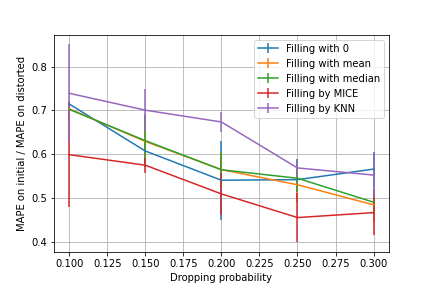 Filling with 0
Filling with mean
Filling with median
Filling by MICE
Filling by KNN
MAPE on initial / MAPE on distorted
0.8
0.7
0.6
0.5
0.4
0.100 0.125 0.150 0.175 0.200 0.225 0.250 0.275 0.300
Dropping probability